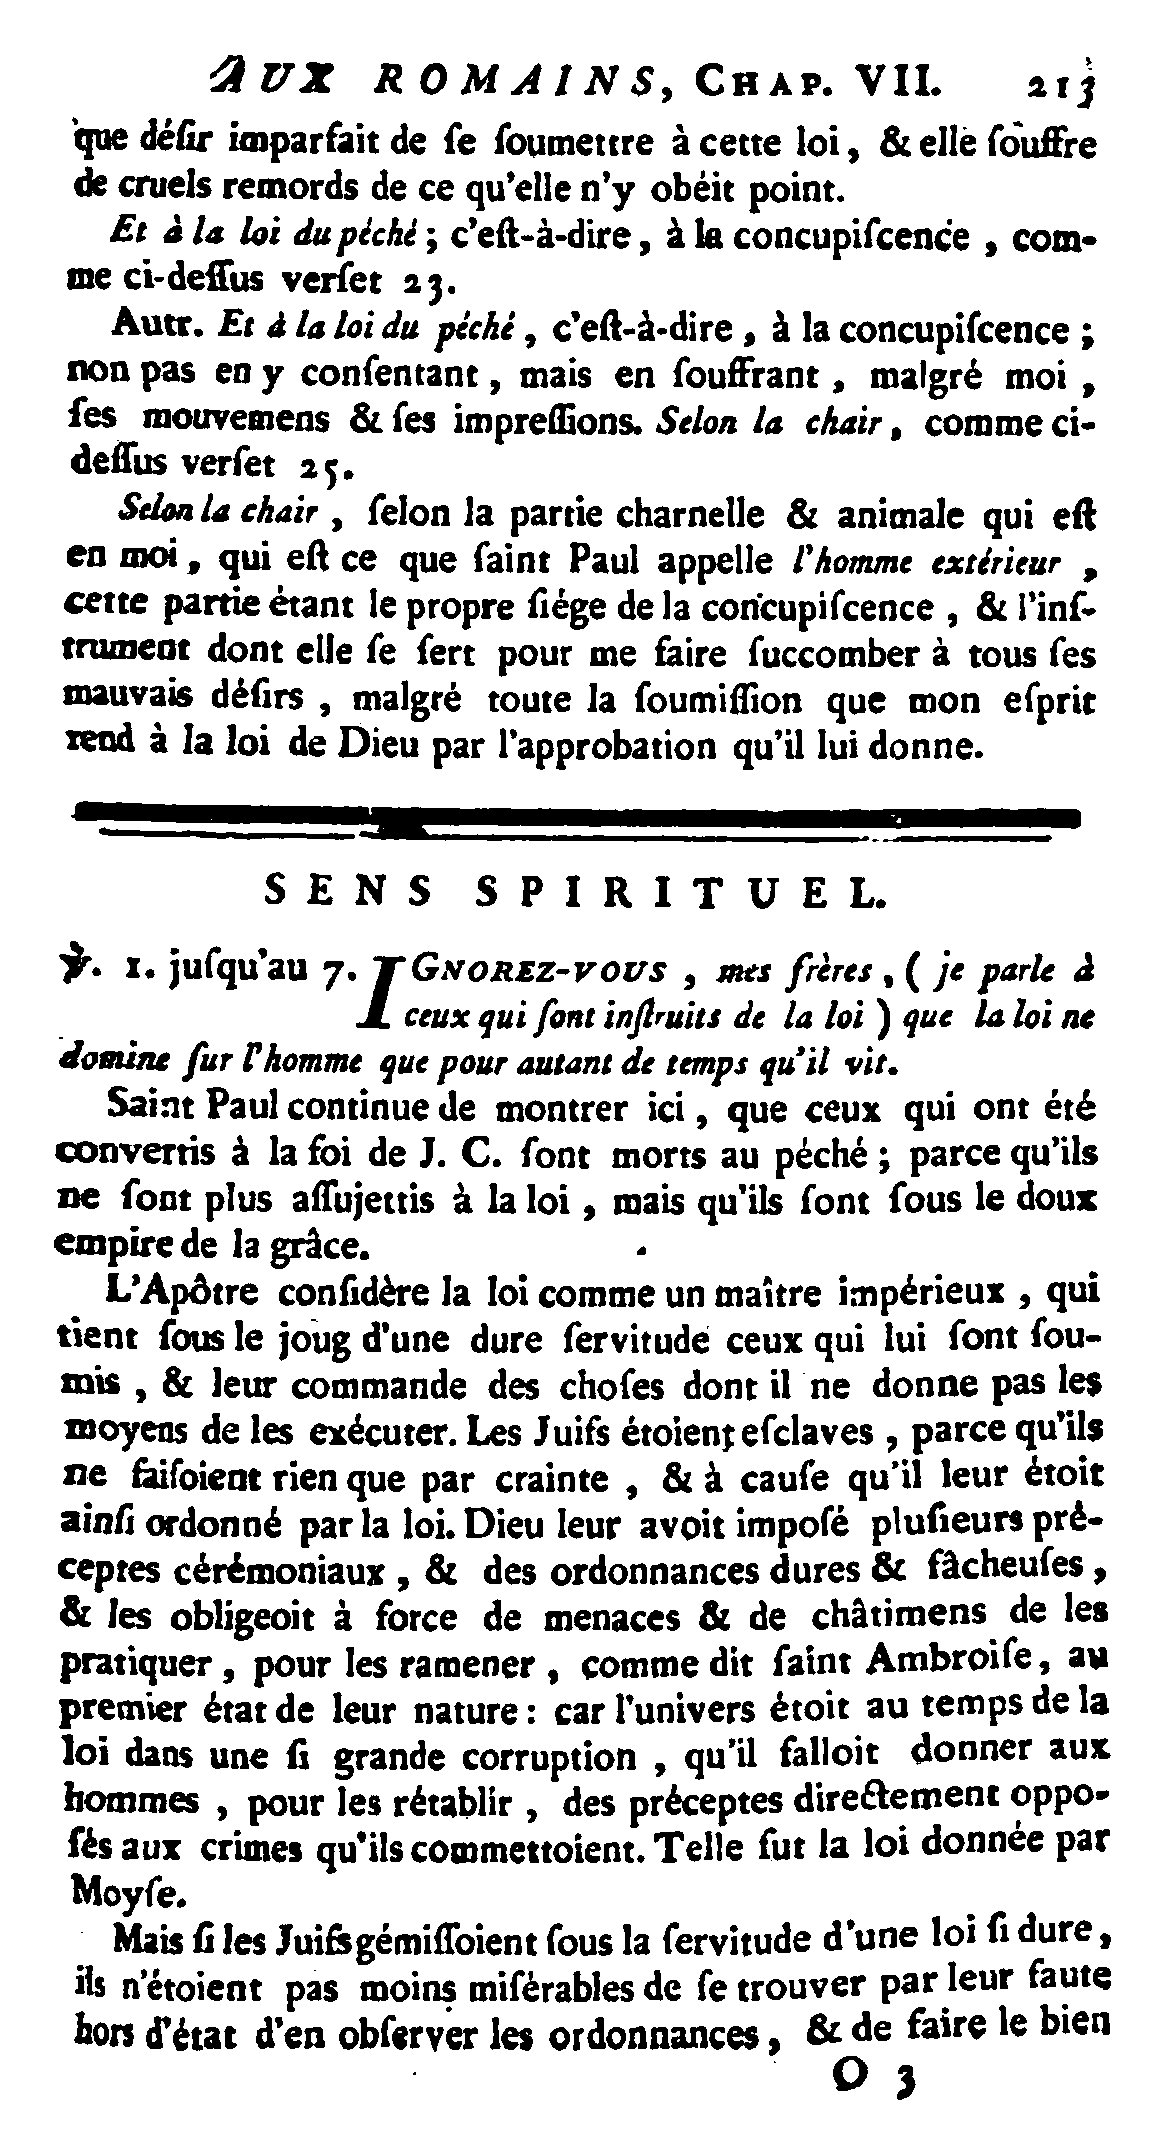 AUX ROMAINS, CHAP. VII. 213
que déſir imparfait de ſe ſoumettre à cette loi, & elle ſouffre
de cruels remords de ce qu'elle n'y obéit point.
Et à la loi du péché ; c'eſt-à-dire, à la concupiſcence, com-
me ci-deſſus verſet 23.
Autr. Et à la loi du péché, c'eſt-à-dire, à la concupiſcence ;
non pas en y conſentant, mais en ſouffrant, malgré moi,
ſes mouvemens & ſes impreſſions. Selon la chair, comme ci-
deſſus verſet 25.
Selon la chair, ſelon la partie charnelle & animale qui eſt
en moi, qui eſt ce que ſaint Paul appelle l'homme extérieur,
cette partie étant le propre ſiége de la concupiſcence, & l'inſ-
trument dont elle ſe ſert pour me faire ſuccomber à tous ſes
mauvais déſirs, malgré toute la ſoumiſſion que mon eſprit
rend à la loi de Dieu par l'approbation qu'il lui donne.
SENS SPIRITUEL.
℣. 1. juſqu'au 7. IGNOREZ-VOUS, mes frères, ( je parle à
ceux qui ſont inſtruits de la loi ) que la loi ne
domine ſur l'homme que pour autant de temps qu'il vit.
Saint Paul continue de montrer ici, que ceux qui ont été
convertis à la foi de J. C. ſont morts au péché ; parce qu'ils
ne ſont plus aſſujettis à la loi, mais qu'ils ſont ſous le doux
empire de la grâce.
L'Apôtre conſidère la loi comme un maître impérieux, qui
tient ſous le joug d'une dure ſervitude ceux qui lui ſont ſou-
mis, & leur commande des choſes dont il ne donne pas les
moyens de les exécuter. Les Juifs étoient eſclaves, parce qu'ils
ne faiſoient rien que par crainte, & à cauſe qu'il leur étoit
ainſi ordonné par la loi. Dieu leur avoit impoſé pluſieurs pré-
ceptes cérémoniaux, & des ordonnances dures & fâcheuſes,
& les obligeoit à force de menaces & de châtimens de les
pratiquer, pour les ramener, comme dit ſaint Ambroiſe, au
premier état de leur nature : car l'univers étoit au temps de la
loi dans une ſi grande corruption, qu'il falloit donner aux
hommes, pour les rétablir, des préceptes directement oppo-
ſés aux crimes qu'ils commettoient. Telle fut la loi donnée par
Moyſe.
Mais ſi les Juifs gémiſſoient ſous la ſervitude d'une loi ſi dure,
ils n'étoient pas moins miſérables de ſe trouver par leur faute
hors d'état d'en obſerver les ordonnances, & de faire le bien
O 3